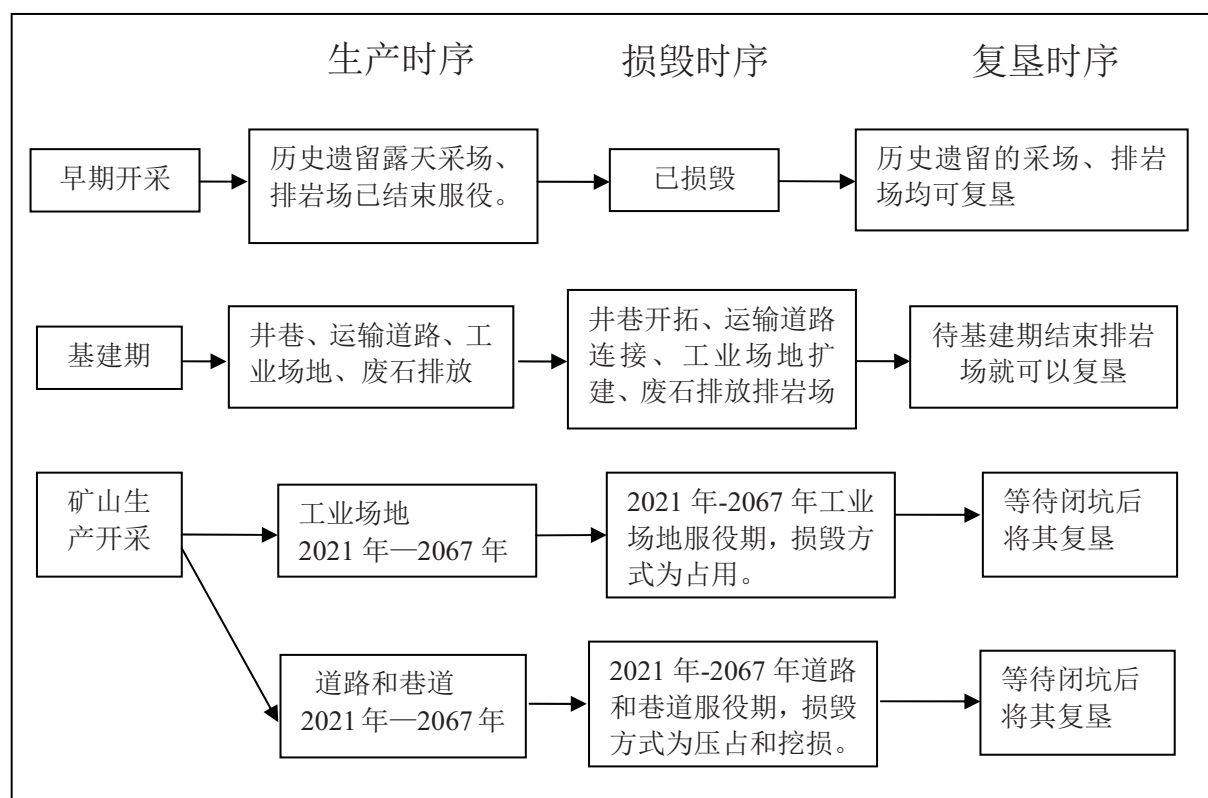 生产时序
损毁时序
复垦时序
早期开采
历史遗留露天采场、
排岩场已结束服役。
已损毁
历史遗留的采场、排岩
场均可复垦
基建期
井巷、运输道路、工
业场地、废石排放
井巷开拓、运输道路
连接、工业场地扩
建、废石排放排岩场
待基建期结束排岩
场就可以复垦
矿山生
产开采
工业场地
2021 年—2067 年
2021 年-2067 年工业
场地服役期，损毁方
式为占用。
等待闭坑后
将其复垦
道路和巷道
2021 年—2067 年
2021 年-2067 年道路
和巷道服役期，损毁
方式为压占和挖损。
等待闭坑后
将其复垦